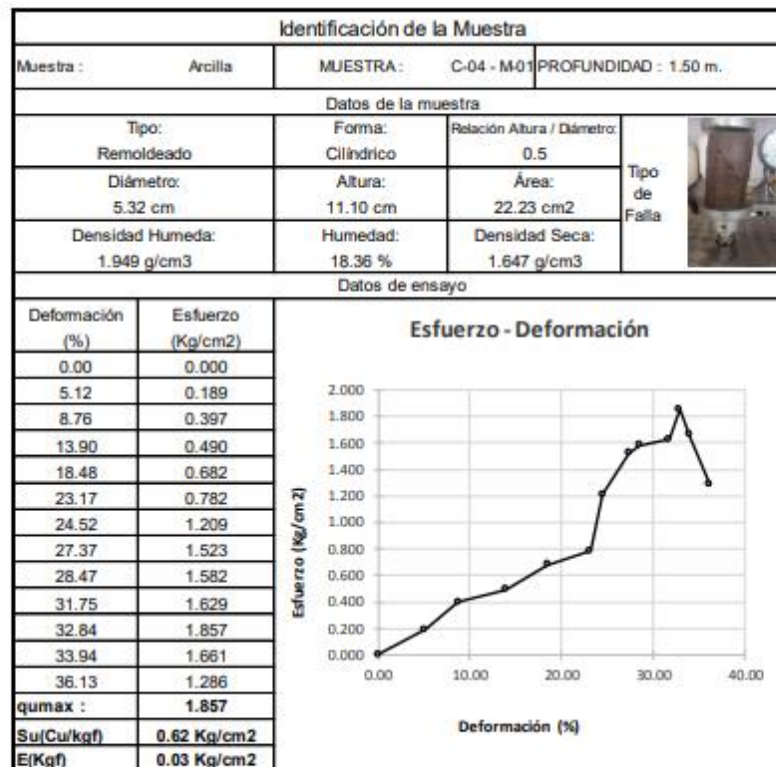 Identificación de la Muestra
Muestra : Arcilla MUESTRA : C-04 - M-01 PROFUNDIDAD : 1.50 m.
Datos de la muestra
Tipo: Forma: Relación Altura / Diámetro:
Remoldeado Cilíndrico 0.5
Diámetro: Altura: Área:
5.32 cm 11.10 cm 22.23 cm2
Tipo
de
Falla
Densidad Humeda: Humedad: Densidad Seca:
1.949 g/cm3 18.36 % 1.647 g/cm3
Datos de ensayo
Deformación Esfuerzo
(%) (Kg/cm2)
0.00 0.000
5.12 0.189
8.76 0.397
13.90 0.490
18.48 0.682
23.17 0.782
24.52 1.209
27.37 1.523
28.47 1.582
31.75 1.629
32.84 1.857
33.94 1.661
36.13 1.286
qumax : 1.857
Su(Cu/kgf) 0.62 Kg/cm2
E(Kgf) 0.03 Kg/cm2
Esfuerzo - Deformación
Esfuerzo (Kg/cm2)
2.000
1.800
1.600
1.400
1.200
1.000
0.800
0.600
0.400
0.200
0.000
0.00 10.00 20.00 30.00 40.00
Deformación (%)